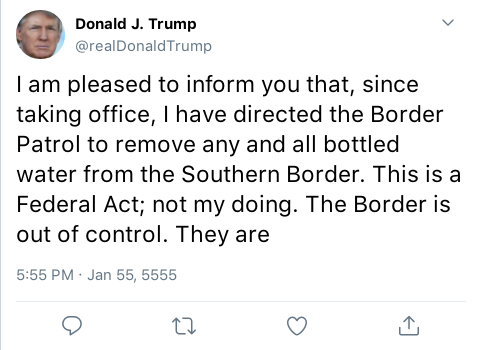 Donald J. Trump
@realDonaldTrump
I am pleased to inform you that, since
taking office, I have directed the Border
Patrol to remove any and all bottled
water from the Southern Border. This is a
Federal Act; not my doing. The Border is
out of control. They are
5:55 PM · Jan 55, 5555